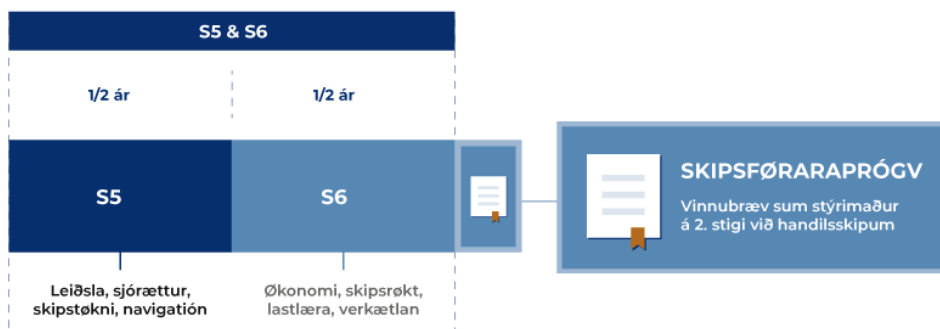 S5 & S6
1/2 ár
1/2 ár
S5
S6
SKIPSFØRARAPRÓGV
Vinnubræv sum stýrimaður
á 2. stigi við handilsskipum
Leiðsla, sjórættur,
skipstøkni, navigatión
Økonomi, skipsrøkt,
lastlæra, verkætlan